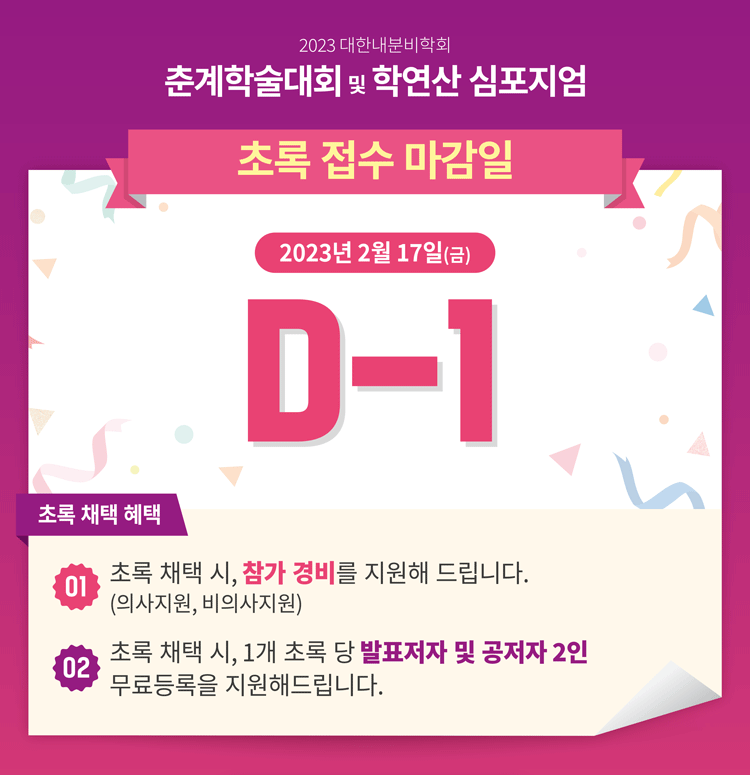 2023 대한내분비학회
춘계학술대회 및 학연산 심포지엄
초록 접수 마감일
2023년 2월 17일(금)
D-1
초록 채택 혜택
01 초록 채택 시, 참가 경비를 지원해 드립니다.
(의사지원, 비의사지원)
02 초록 채택 시, 1개 초록 당 발표저자 및 공저자 2인
무료등록을 지원해드립니다.